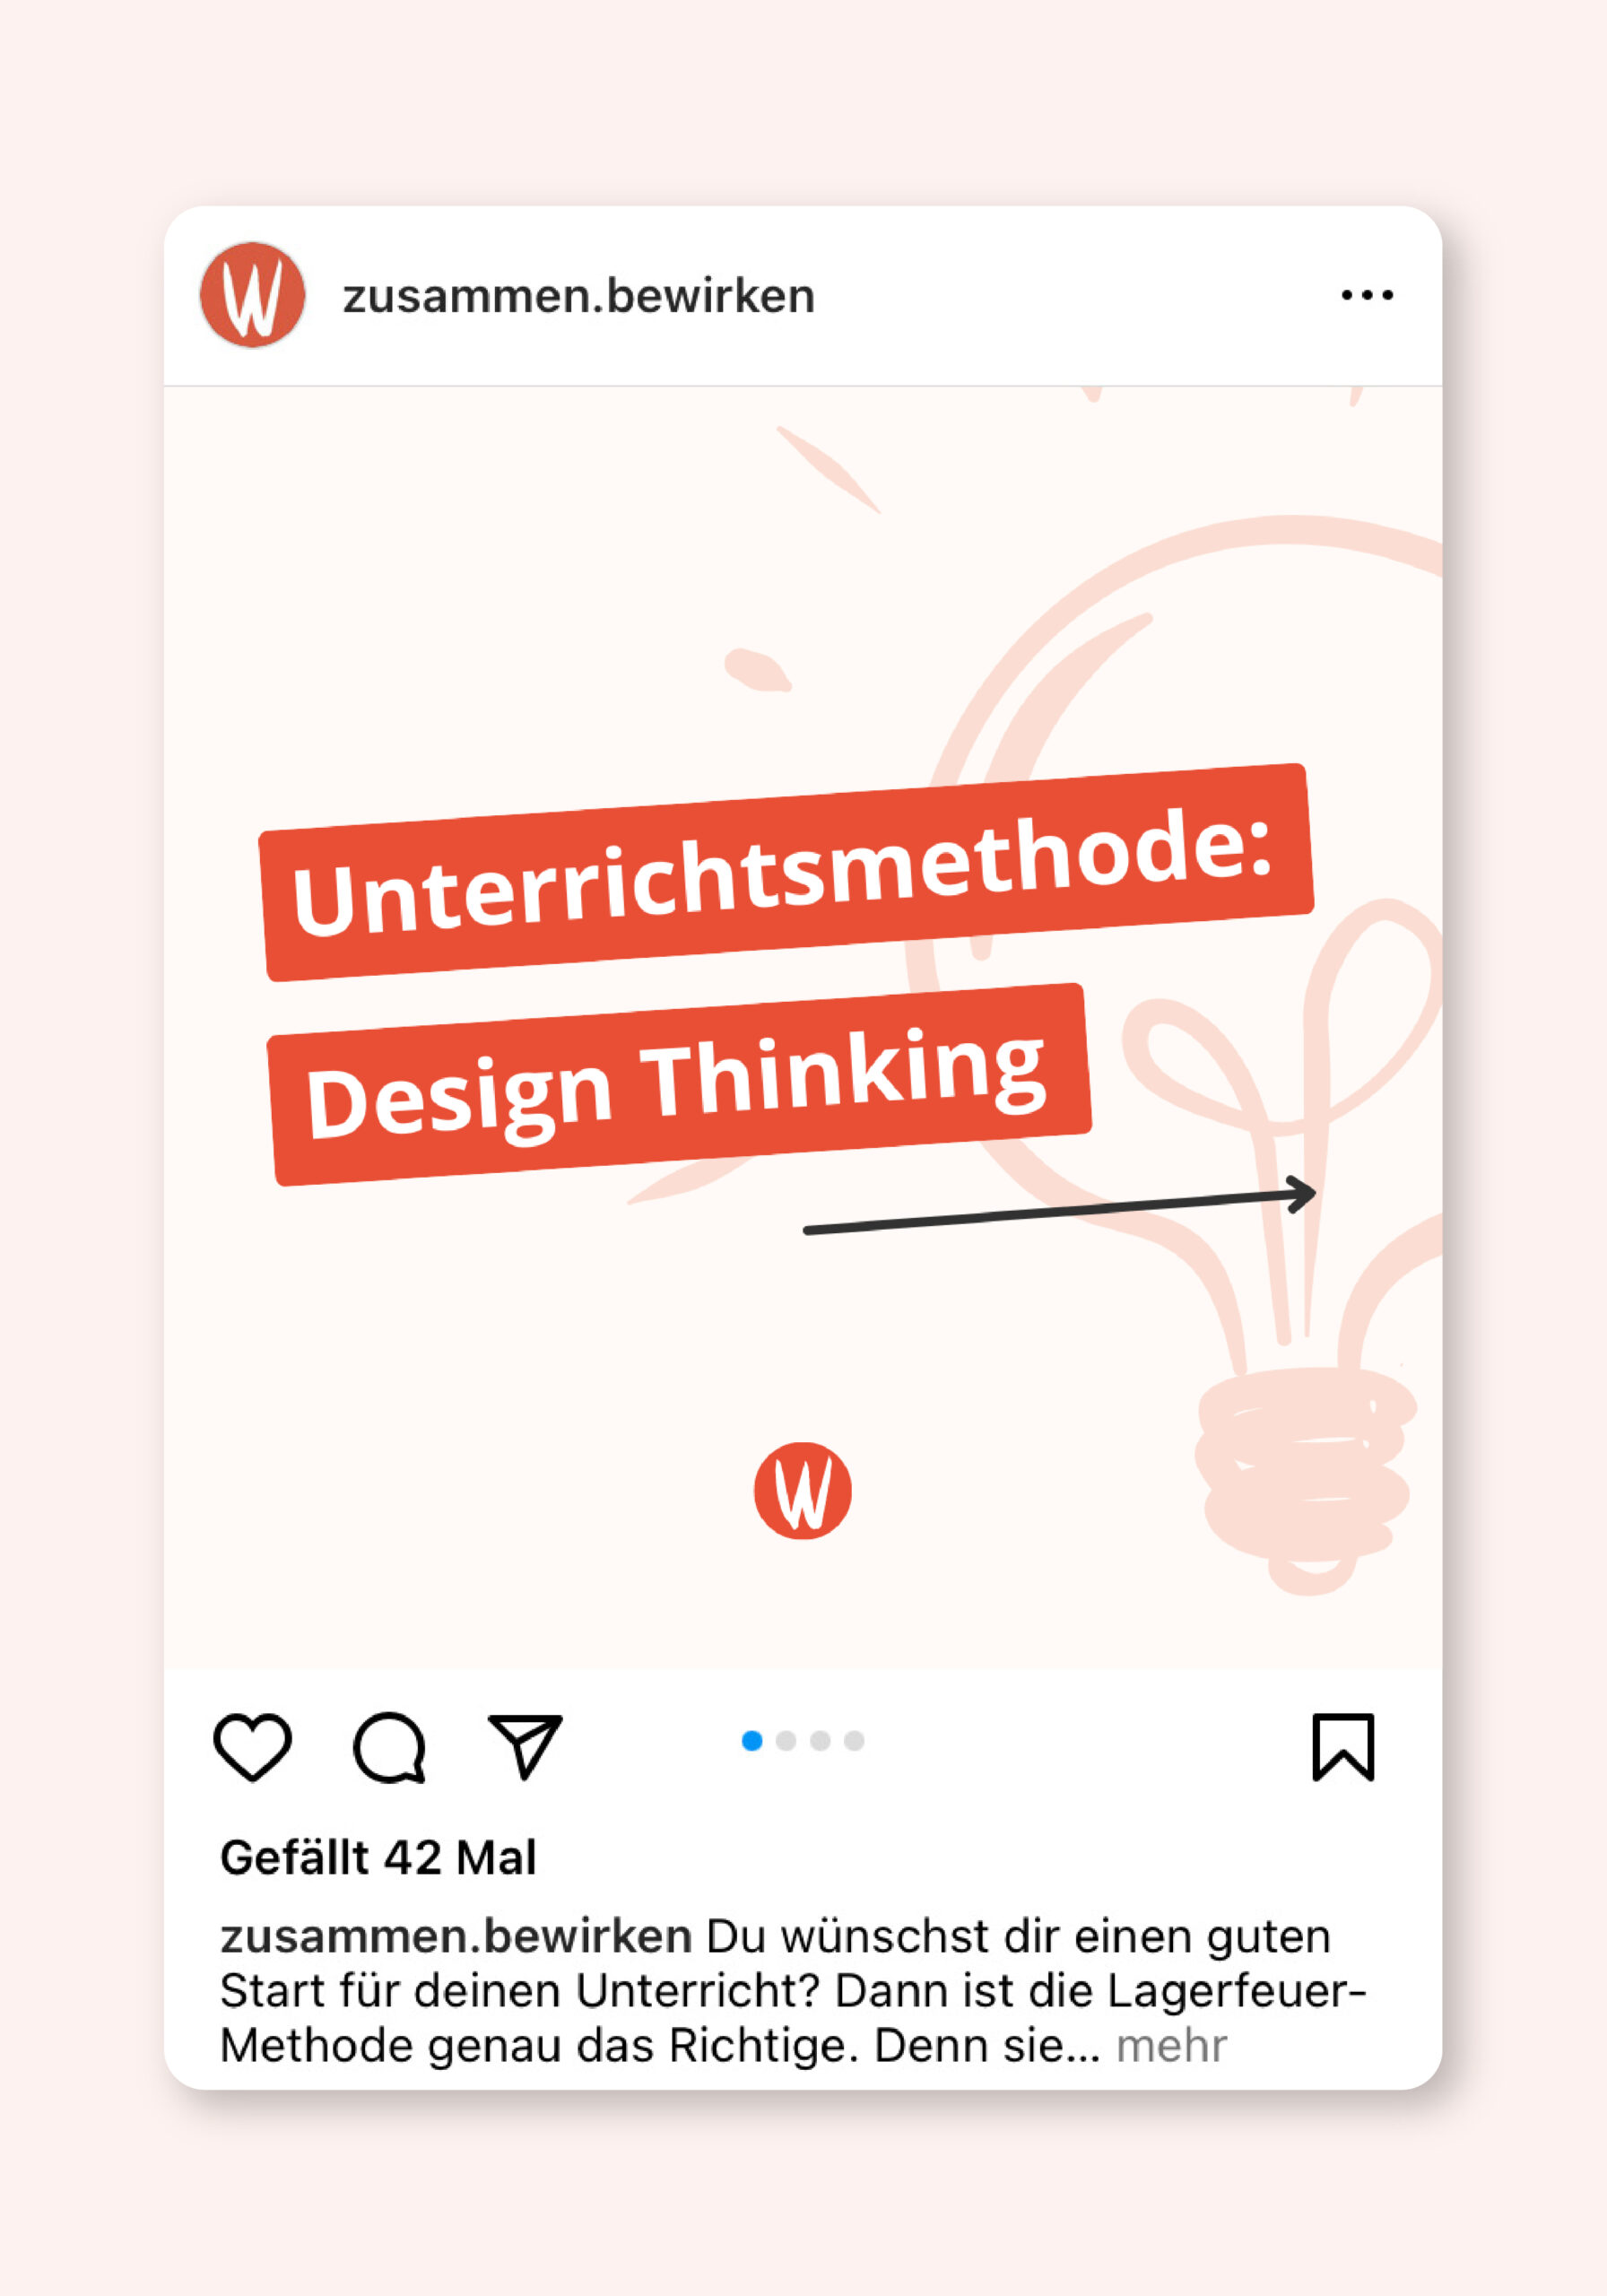 W zusammen.bewirken
Unterrichtsmethode:
Design Thinking
W
Gefällt 42 Mal
zusammen.bewirken Du wünschst dir einen guten
Start für deinen Unterricht? Dann ist die Lagerfeuer-
Methode genau das Richtige. Denn sie... mehr